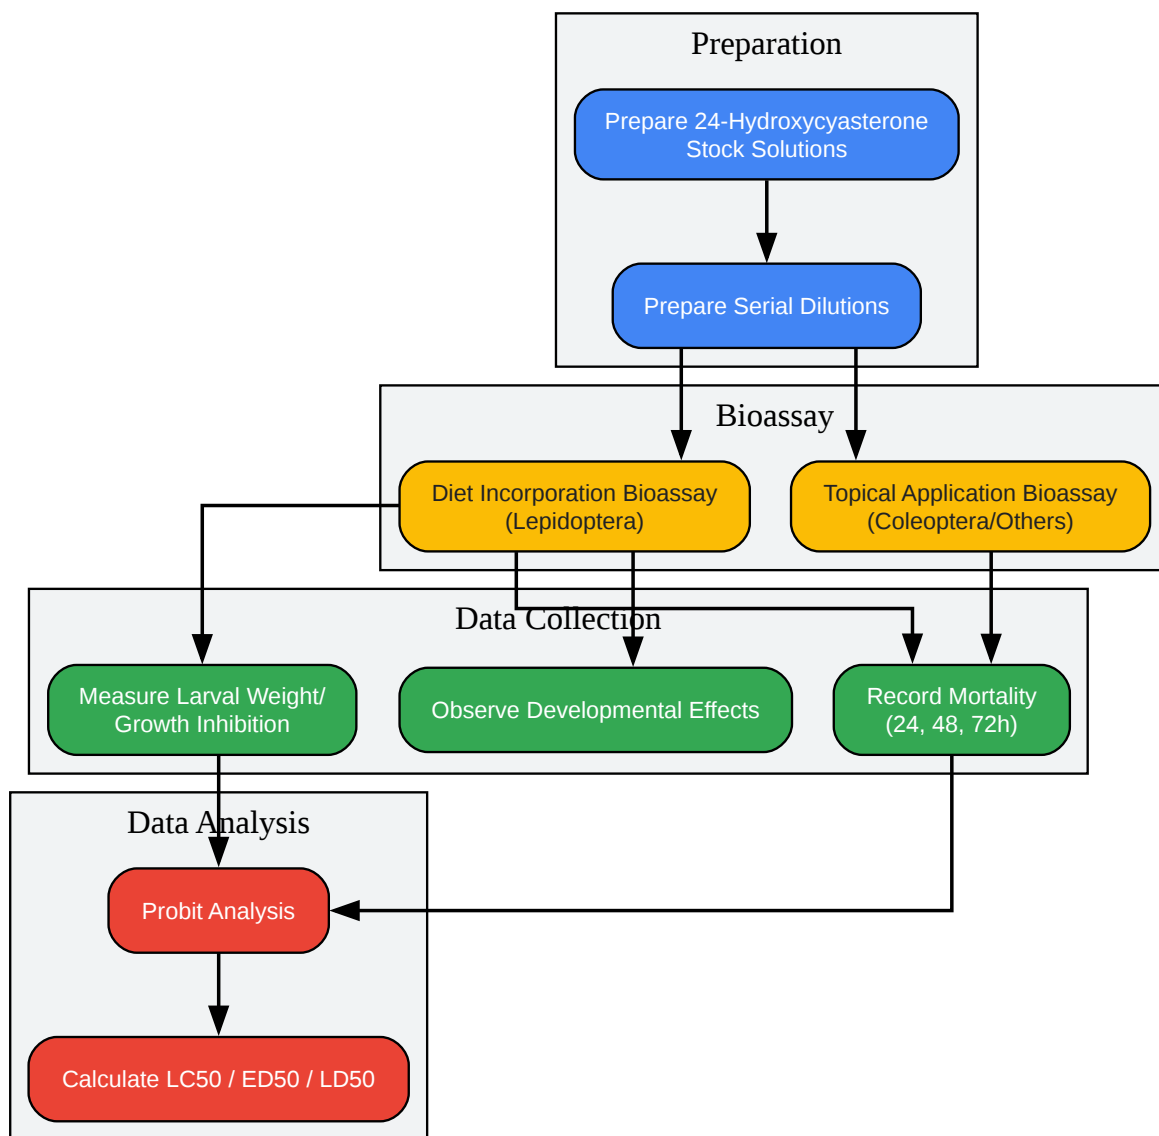 Preparation
Prepare 24-Hydroxycyasterone
Stock Solutions
Prepare Serial Dilutions
Bioassay
Diet Incorporation Bioassay
(Lepidoptera)
Topical Application Bioassay
(Coleoptera/Others)
Data Collection
Measure Larval Weight/
Growth Inhibition
Observe Developmental Effects
Record Mortality
(24, 48, 72h)
Data Analysis
Probit Analysis
Calculate LC50 / ED50 / LD50